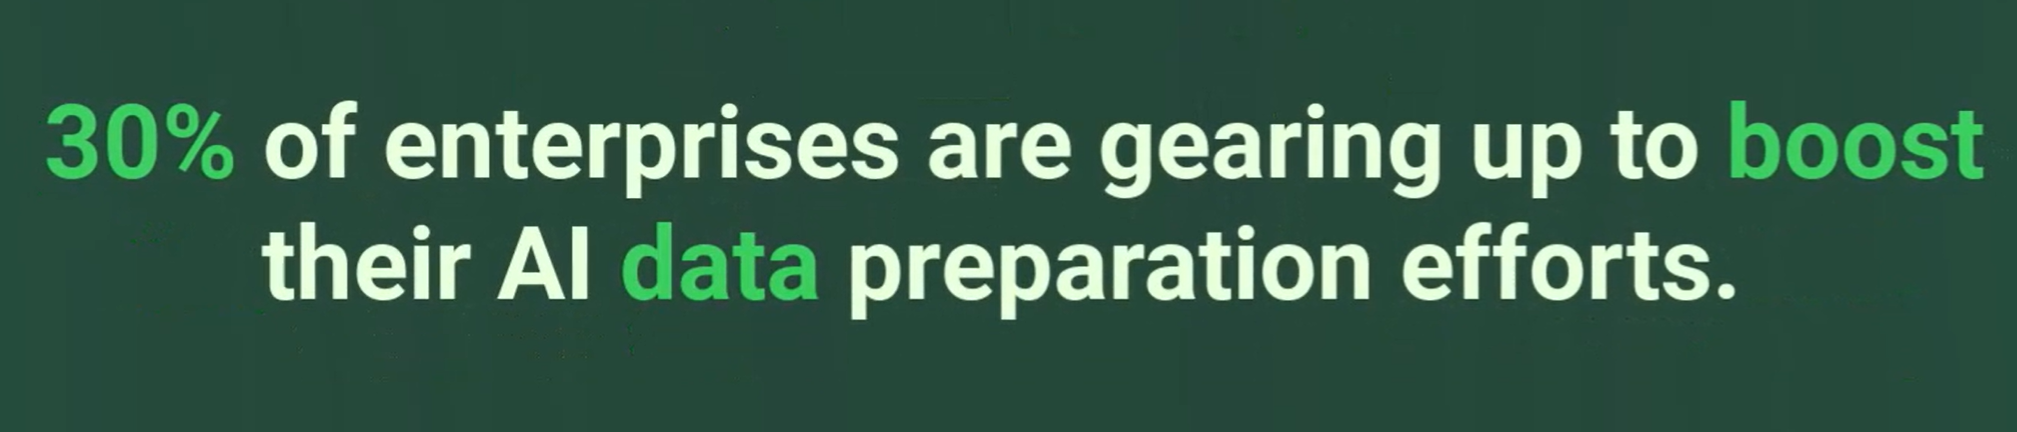 30% of enterprises are gearing up to boost
their AI data preparation efforts.